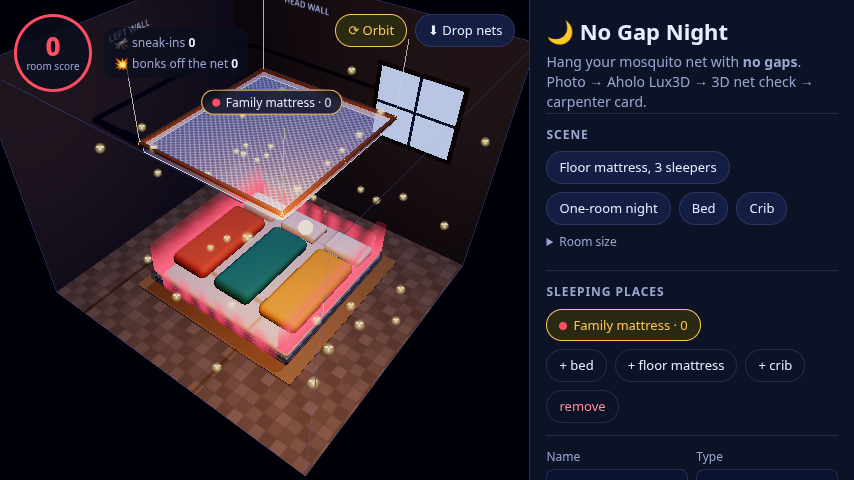 0
room score
LEFT WALL
HEAD WALL
🦟 sneak-ins 0
💥 bonks off the net 0
⟳ Orbit
⬇ Drop nets
Family mattress · 0
🌙 No Gap Night
Hang your mosquito net with no gaps.
Photo → Aholo Lux3D → 3D net check →
carpenter card.
SCENE
Floor mattress, 3 sleepers
One-room night
Bed
Crib
▶ Room size
SLEEPING PLACES
Family mattress · 0
+ bed
+ floor mattress
+ crib
remove
Name
Type